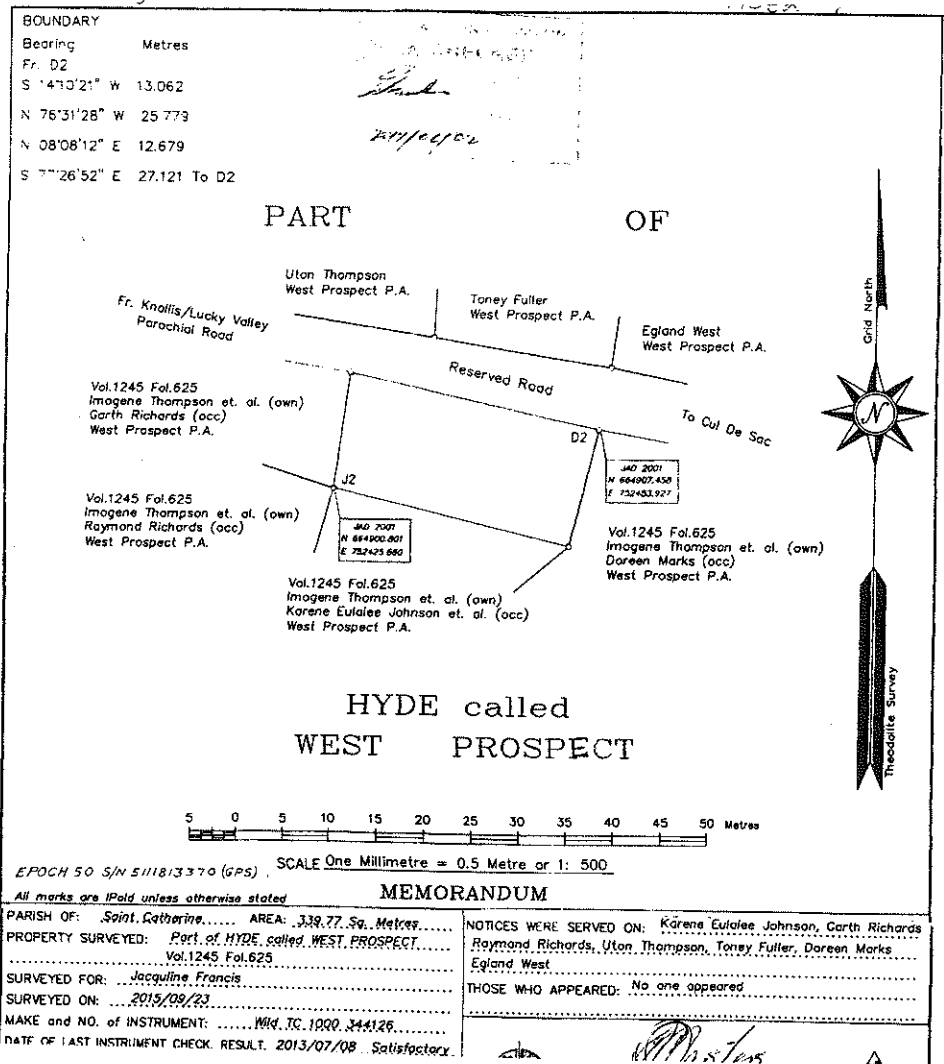 BOUNDARY
Bearing Metres
Fr. D2
S 14°10'21" W 13.062
N 76°31'28" W 25 779
N 08°08'12" E 12.679
S 77°26'52" E 27.121 To D2
PART OF
Uton Thompson
West Prospect P.A.
Toney Fuller
West Prospect P.A.
Egland West
West Prospect P.A.
Fr. Knollis/Lucky Valley
Parochial Road
Reserved Road
To Cul De Sac
Grid North
N
Vol.1245 Fol.625
Imogene Thompson et. al. (own)
Garth Richards (occ)
West Prospect P.A.
D2
JAD 2001
N 664907.458
E 752453.927
J2
JAD 2001
N 664900.801
E 752425.660
Vol.1245 Fol.625
Imogene Thompson et. al. (own)
Raymond Richards (occ)
West Prospect P.A.
Vol.1245 Fol.625
Imogene Thompson et. al. (own)
Doreen Marks (occ)
West Prospect P.A.
Vol.1245 Fol.625
Imogene Thompson et. al. (own)
Karene Eulalee Johnson et. al. (occ)
West Prospect P.A.
Theodolite Survey
HYDE called
WEST PROSPECT
5 0 5 10 15 20 25 30 35 40 45 50 Metres
SCALE One Millimetre = 0.5 Metre or 1: 500
EPOCH 50 S/N 5111813370 (GPS)
All marks are IPold unless otherwise stated
MEMORANDUM
PARISH OF: Saint Catherine AREA: 339.77 Sq. Metres
PROPERTY SURVEYED: Part of HYDE called WEST PROSPECT
Vol.1245 Fol.625
SURVEYED FOR: Jacquline Francis
SURVEYED ON: 2015/09/23
MAKE and NO. of INSTRUMENT: Wild TC 1000 344126
DATE OF LAST INSTRUMENT CHECK. RESULT. 2013/07/08 Satisfactory
NOTICES WERE SERVED ON: Karene Eulalee Johnson, Garth Richards
Raymond Richards, Uton Thompson, Toney Fuller, Doreen Marks
Egland West
THOSE WHO APPEARED: No one appeared